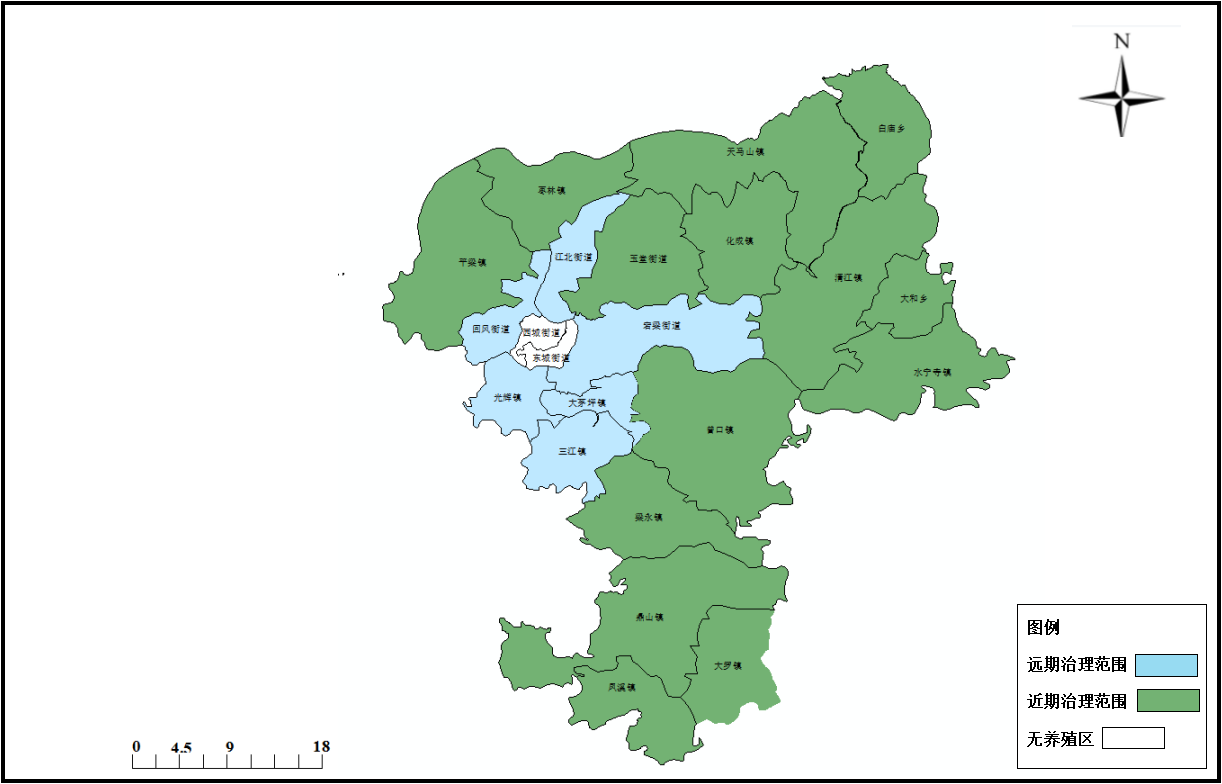 N
白庙乡
天马山镇
枣林镇
化成镇
江北街道
玉堂街道
平梁镇
清江镇
大和乡
回风街道
西城街道
宕梁街道
东城街道
水宁寺镇
光辉镇
大茅坪镇
曾口镇
三江镇
梁永镇
鼎山镇
大罗镇
凤溪镇
图例
远期治理范围
近期治理范围
无养殖区
0 4.5 9 18